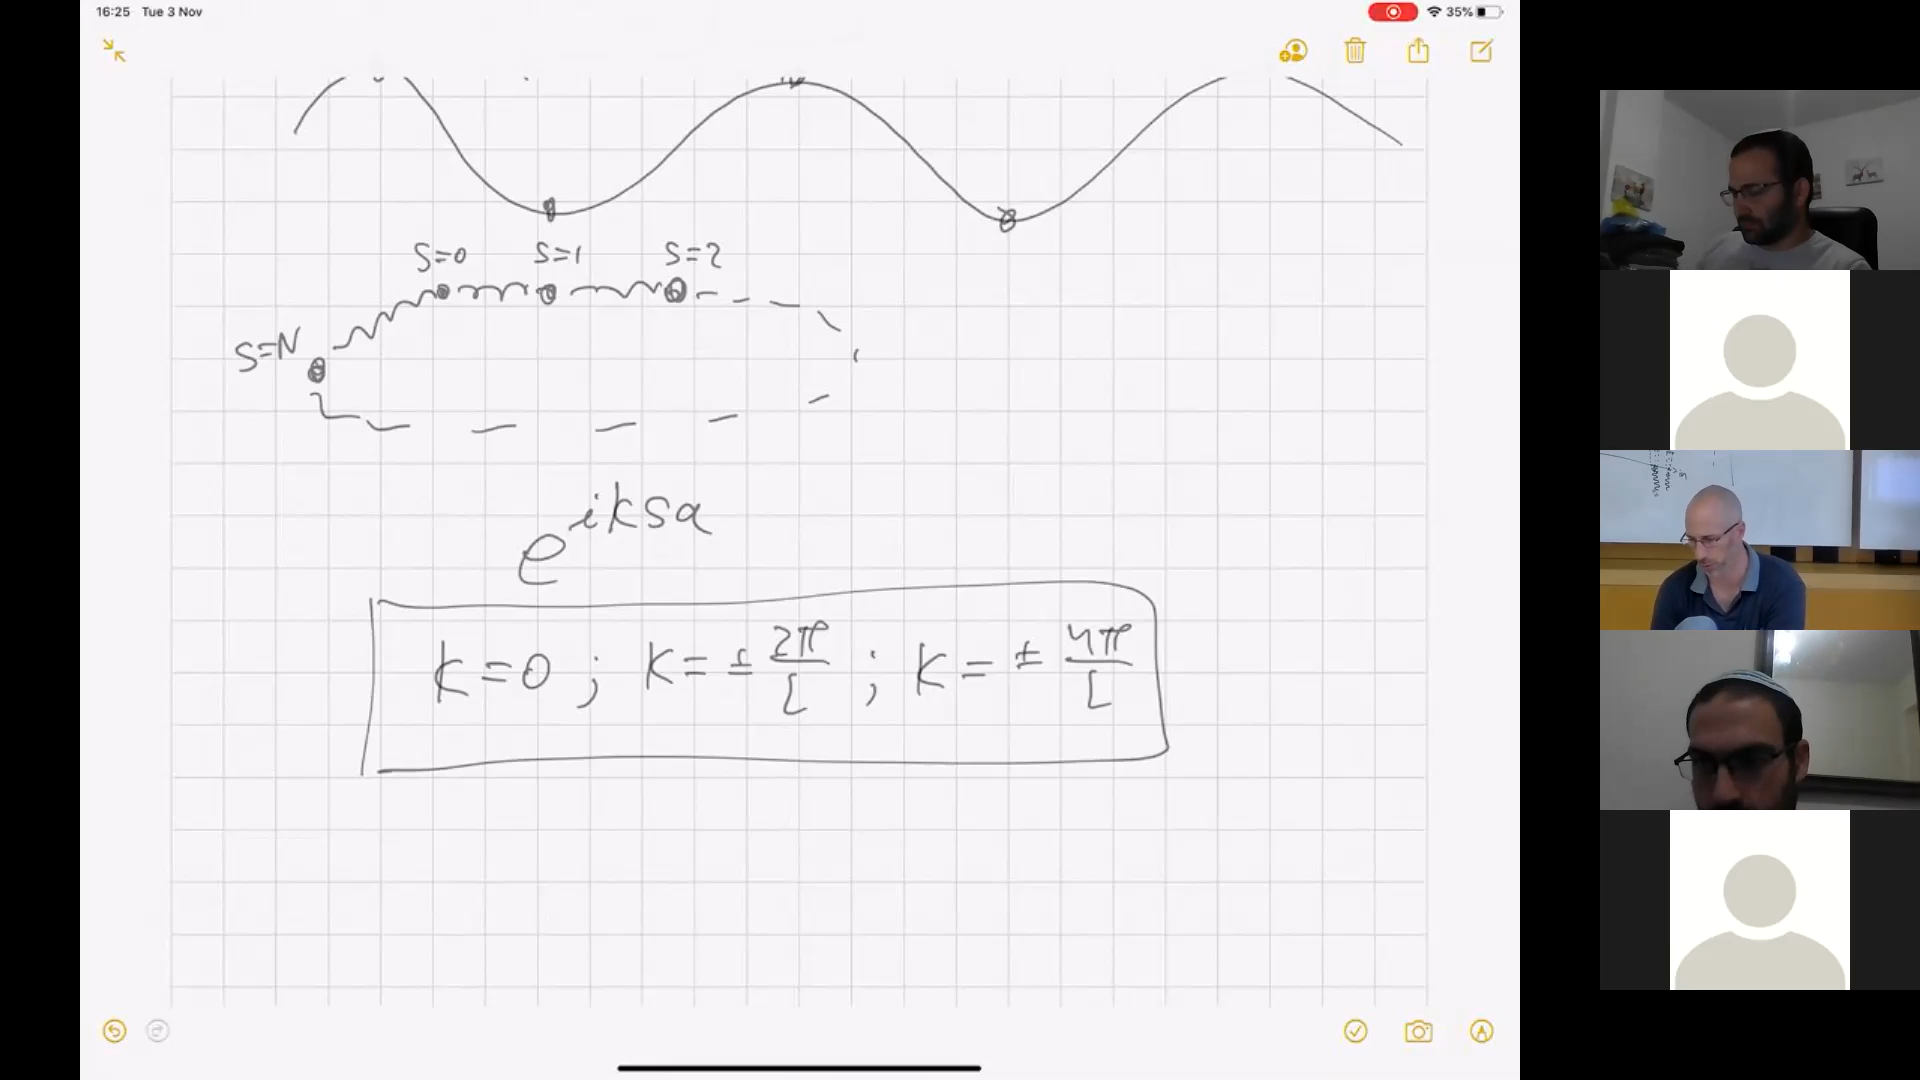 16:25 Tue 3 Nov 35%
S=0 S=1 S=2
S=N
e^{iksa}
K=0 ; K=± 2π/L ; K=± 4π/L